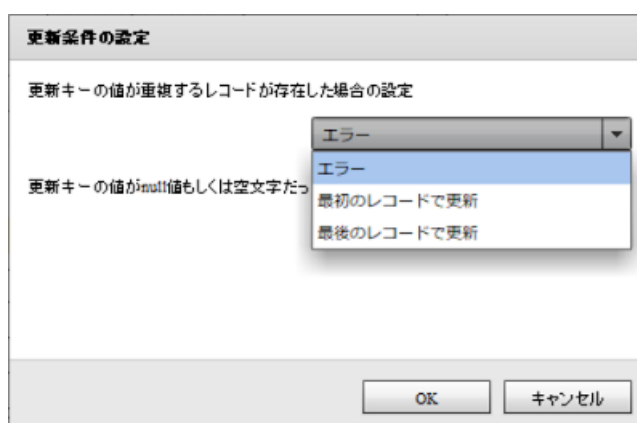 更新条件の設定
更新キーの値が重複するレコードが存在した場合の設定
エラー
エラー
更新キーの値がnull値もしくは空文字だっ
最初のレコードで更新
最後のレコードで更新
OK
キャンセル